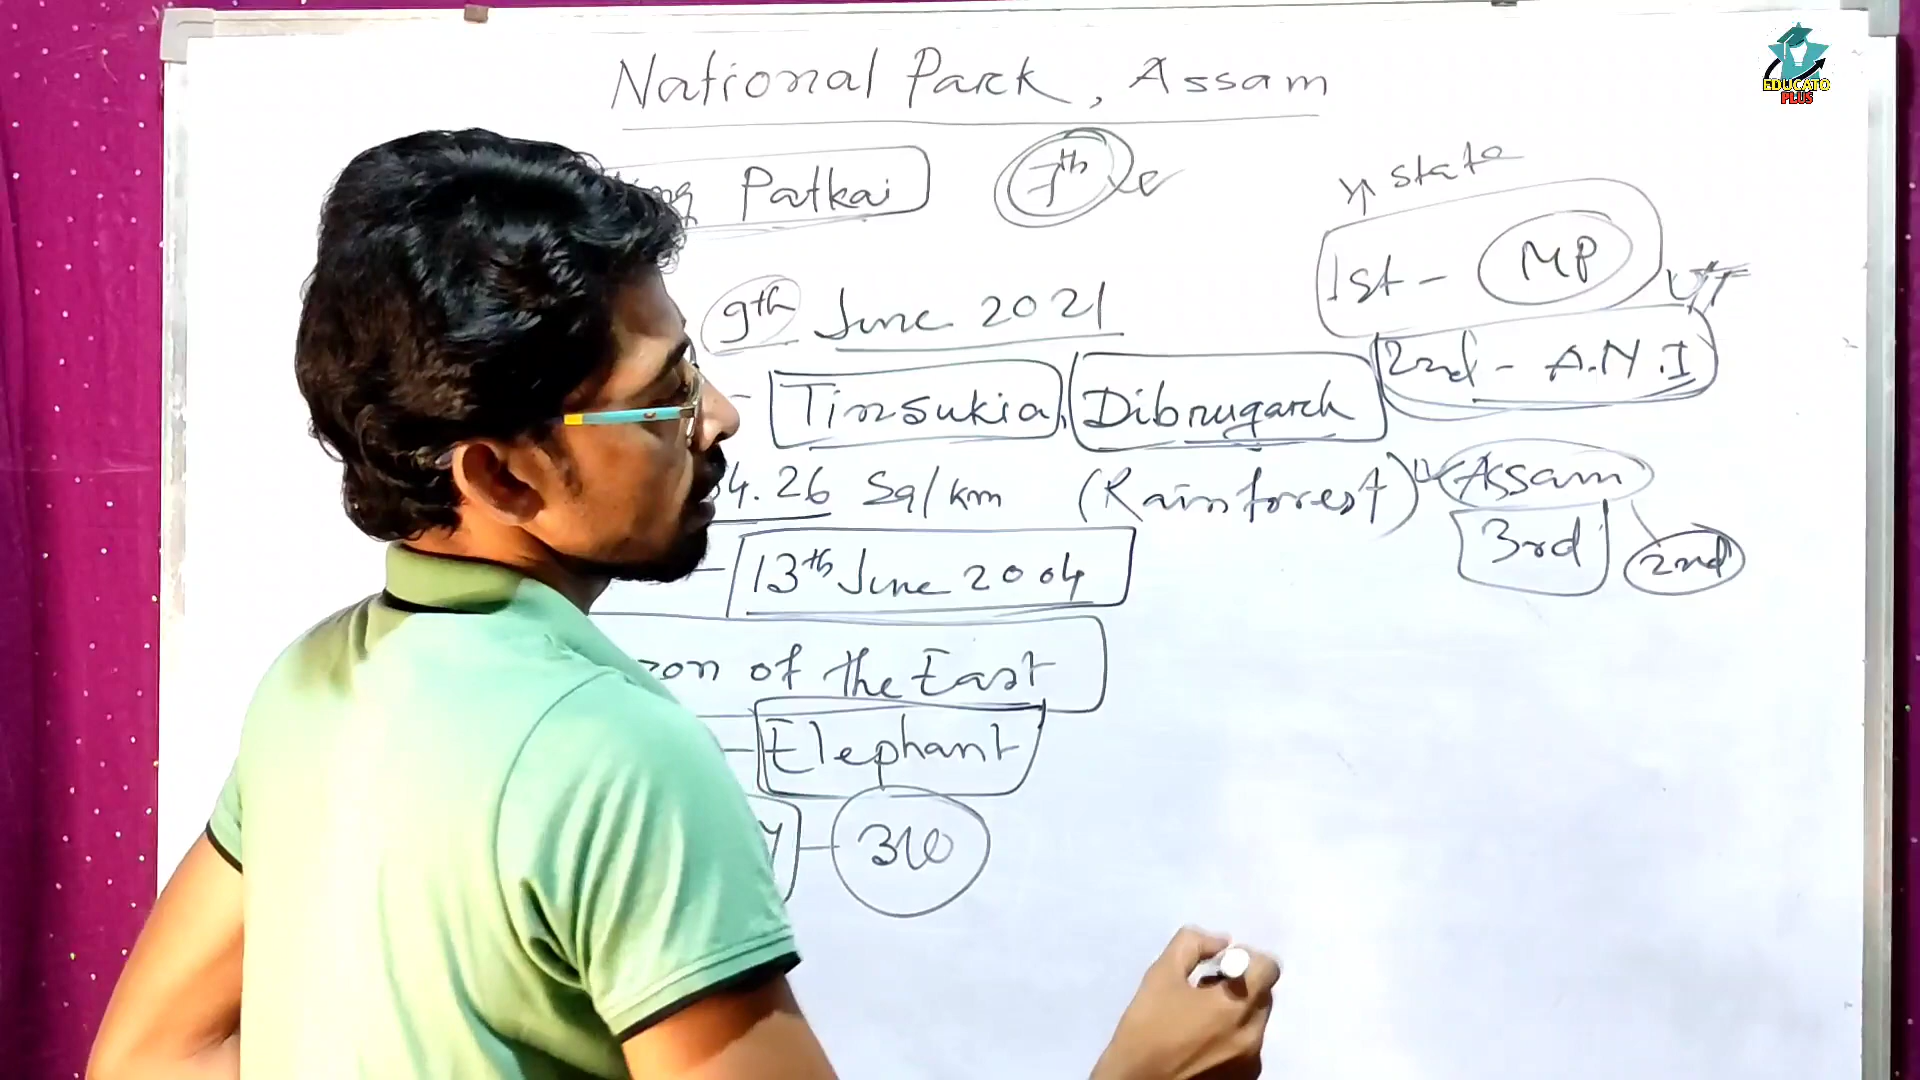 National Park, Assam
Patkai 7th
state
1st - MP
UT
9th June 2021
2nd - A.N.I
- Tinsukia, Dibrugarh
4.26 Sq/km (Rainforest) Assam
3rd 2nd
- 13th June 2004
zon of the East
- Elephant
Y - 310
EDUCATO
PLUS